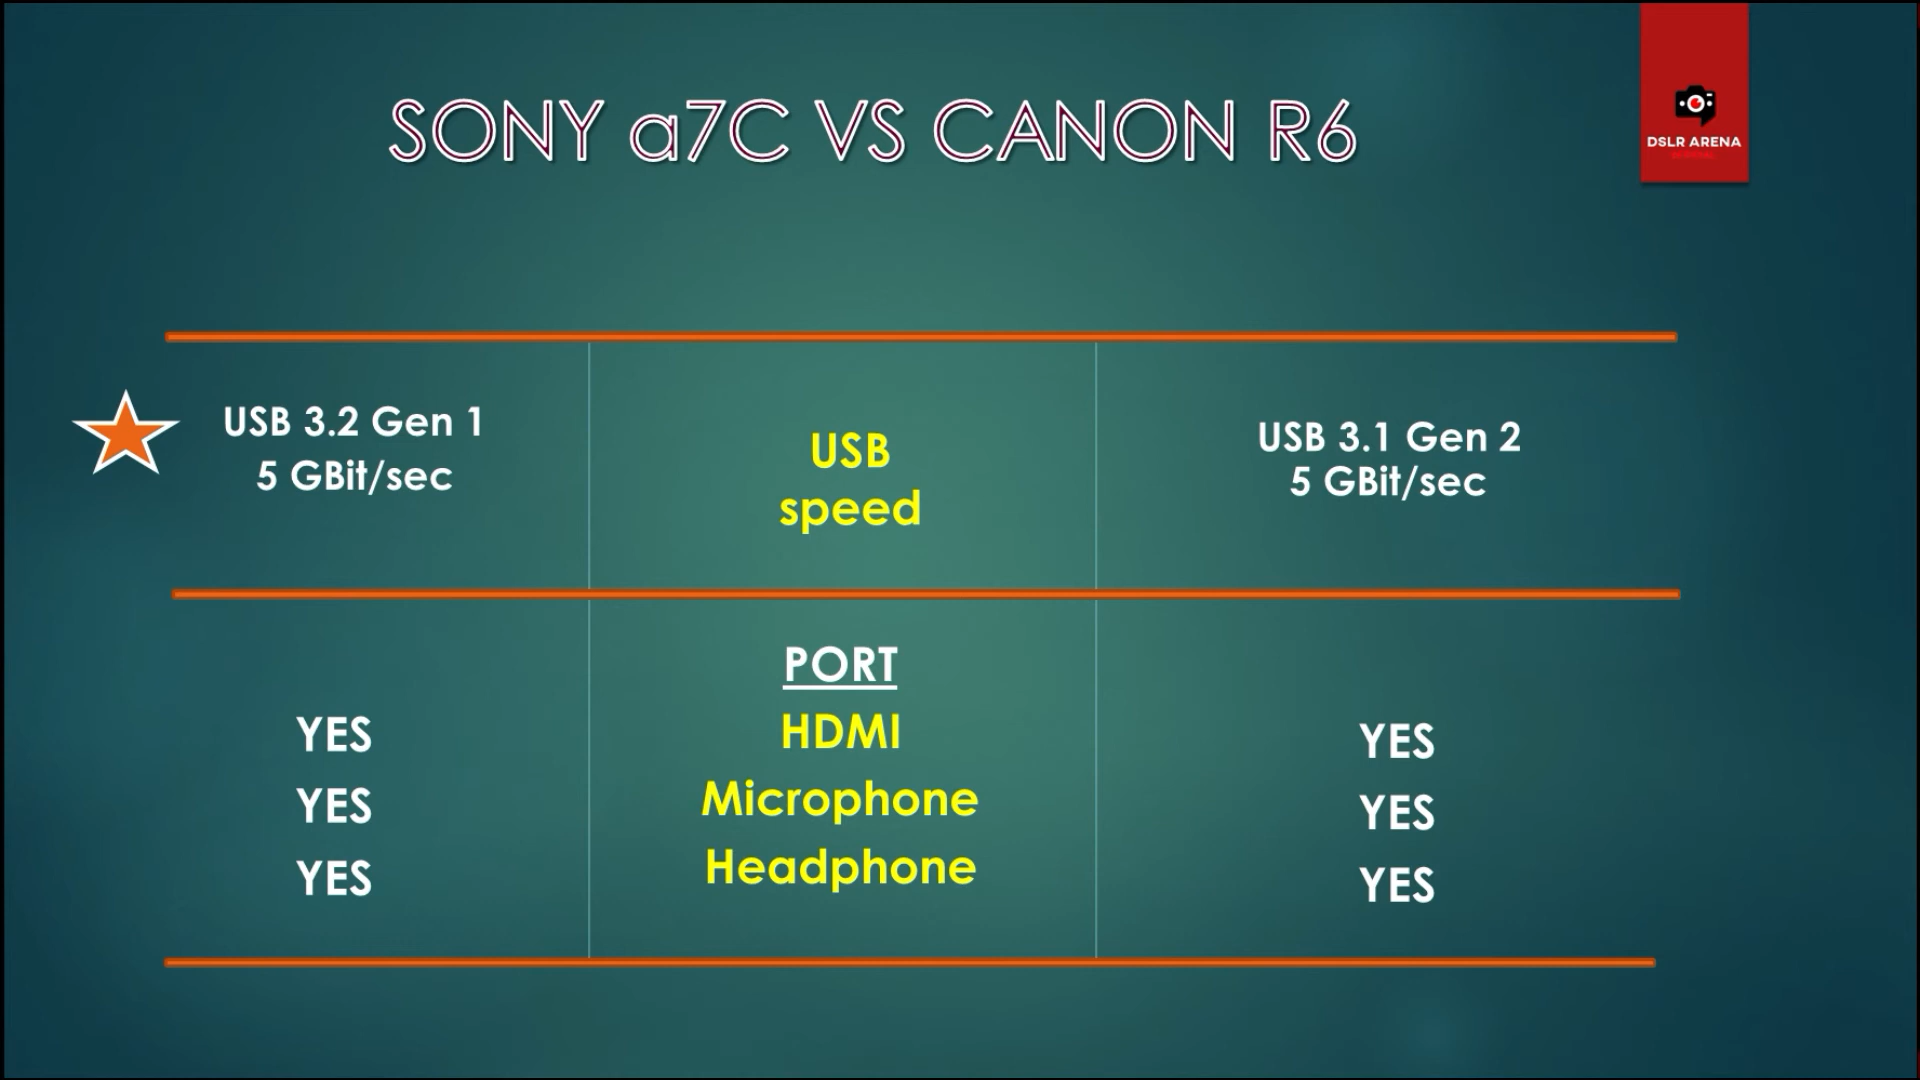 SONY a7C VS CANON R6
DSLR ARENA
USB 3.2 Gen 1
5 GBit/sec
USB
speed
USB 3.1 Gen 2
5 GBit/sec
PORT
YES
HDMI
YES
YES
Microphone
YES
YES
Headphone
YES